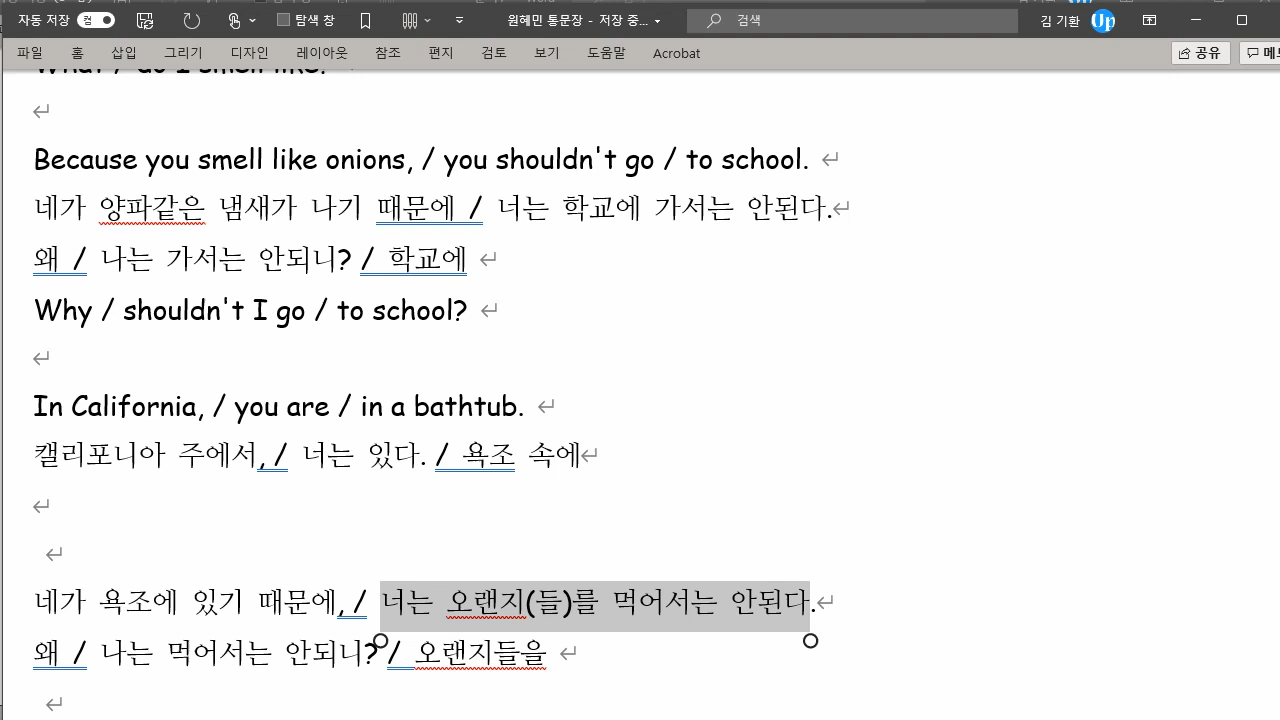 자동 저장 컴 탐색 창 원혜민 통문장 - 저장 중... 검색 김 기환 Up
파일 홈 삽입 그리기 디자인 레이아웃 참조 편지 검토 보기 도움말 Acrobat 공유 메모
What / do I smell like?
Because you smell like onions, / you shouldn't go / to school.
네가 양파같은 냄새가 나기 때문에 / 너는 학교에 가서는 안된다.
왜 / 나는 가서는 안되니? / 학교에
Why / shouldn't I go / to school?
In California, / you are / in a bathtub.
캘리포니아 주에서, / 너는 있다. / 욕조 속에
네가 욕조에 있기 때문에, / 너는 오랜지(들)를 먹어서는 안된다.
왜 / 나는 먹어서는 안되니? / 오랜지들을